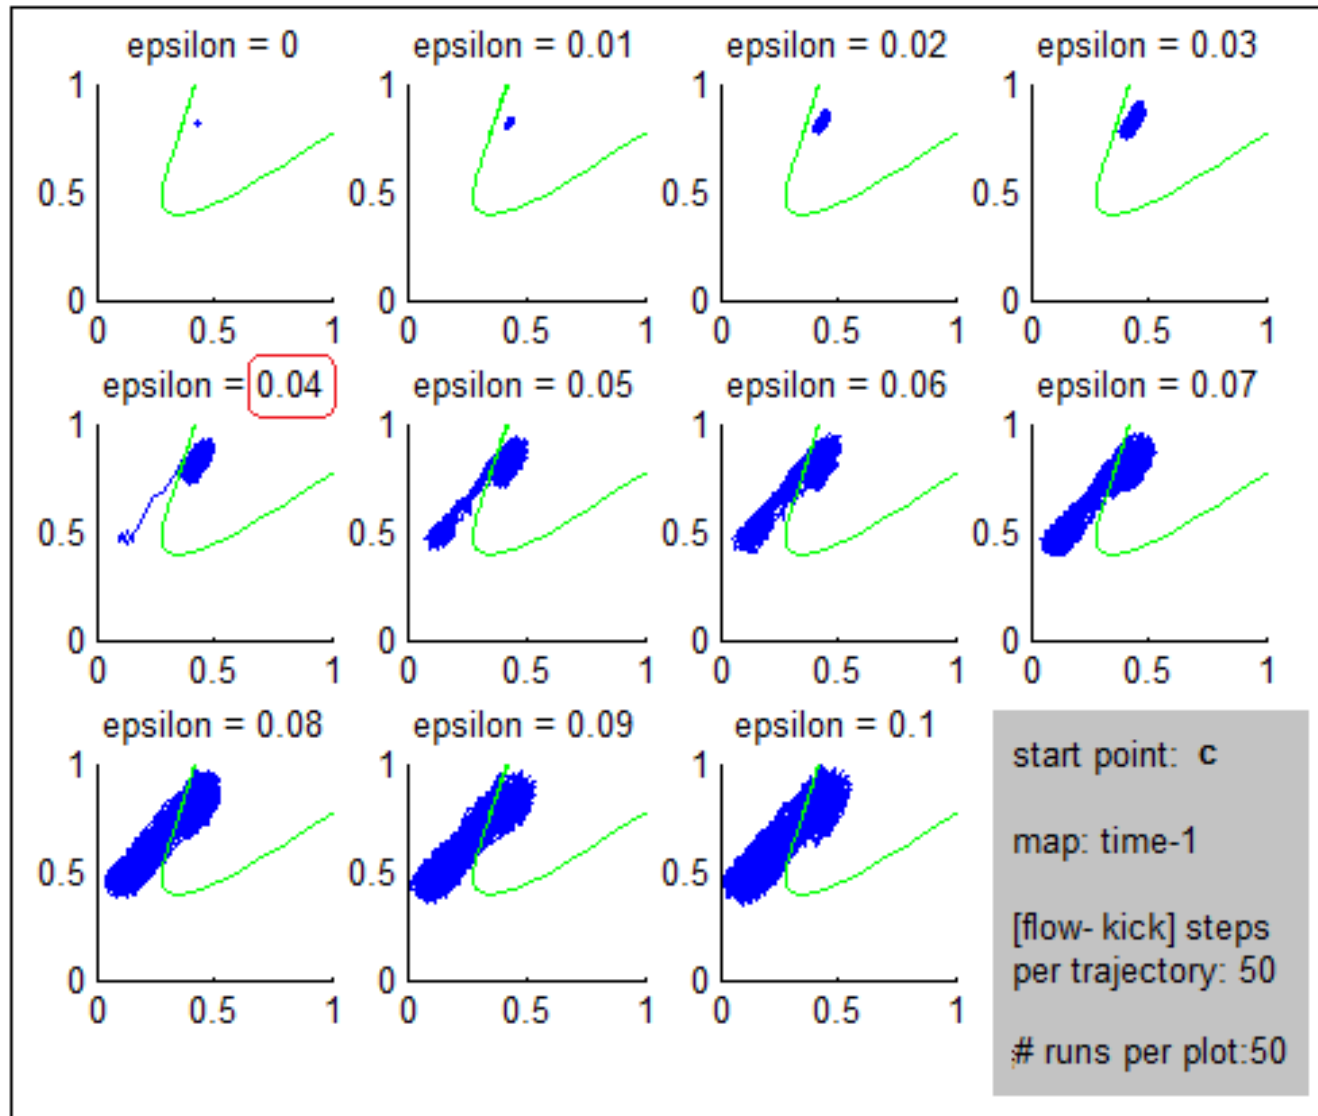 epsilon = 0
epsilon = 0.01
epsilon = 0.02
epsilon = 0.03
1
0.5
0
0 0.5 1
1
0.5
0
0 0.5 1
1
0.5
0
0 0.5 1
1
0.5
0
0 0.5 1
epsilon = 0.04
epsilon = 0.05
epsilon = 0.06
epsilon = 0.07
1
0.5
0
0 0.5 1
1
0.5
0
0 0.5 1
1
0.5
0
0 0.5 1
1
0.5
0
0 0.5 1
epsilon = 0.08
epsilon = 0.09
epsilon = 0.1
1
0.5
0
0 0.5 1
1
0.5
0
0 0.5 1
1
0.5
0
0 0.5 1
start point: c
map: time-1
[flow- kick] steps
per trajectory: 50
# runs per plot:50